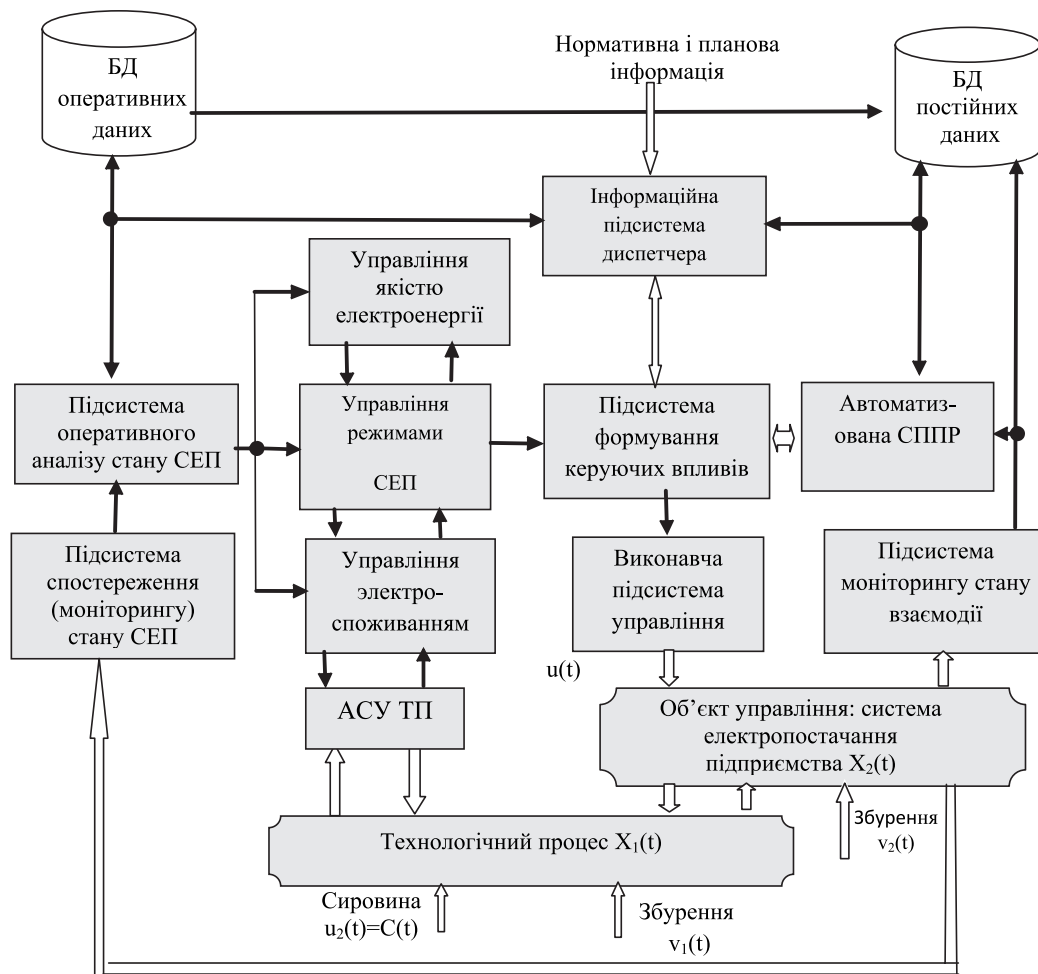 БД
оперативних
даних
Нормативна і планова
інформація
БД
постійних
даних
Інформаційна
підсистема
диспетчера
Управління
якістю
електроенергії
Підсистема
оперативного
аналізу стану СЕП
Управління
режимами
СЕП
Підсистема
формування
керуючих впливів
Автоматиз-
ована СППР
Підсистема
спостереження
(моніторингу)
стану СЕП
Управління
электро-
споживанням
Виконавча
підсистема
управління
Підсистема
моніторингу стану
взаємодії
u(t)
АСУ ТП
Об’єкт управління: система
електропостачання
підприємства X₂(t)
Технологічний процес X₁(t)
Збурення
v₂(t)
Сировина
u₂(t)=C(t)
Збурення
v₁(t)